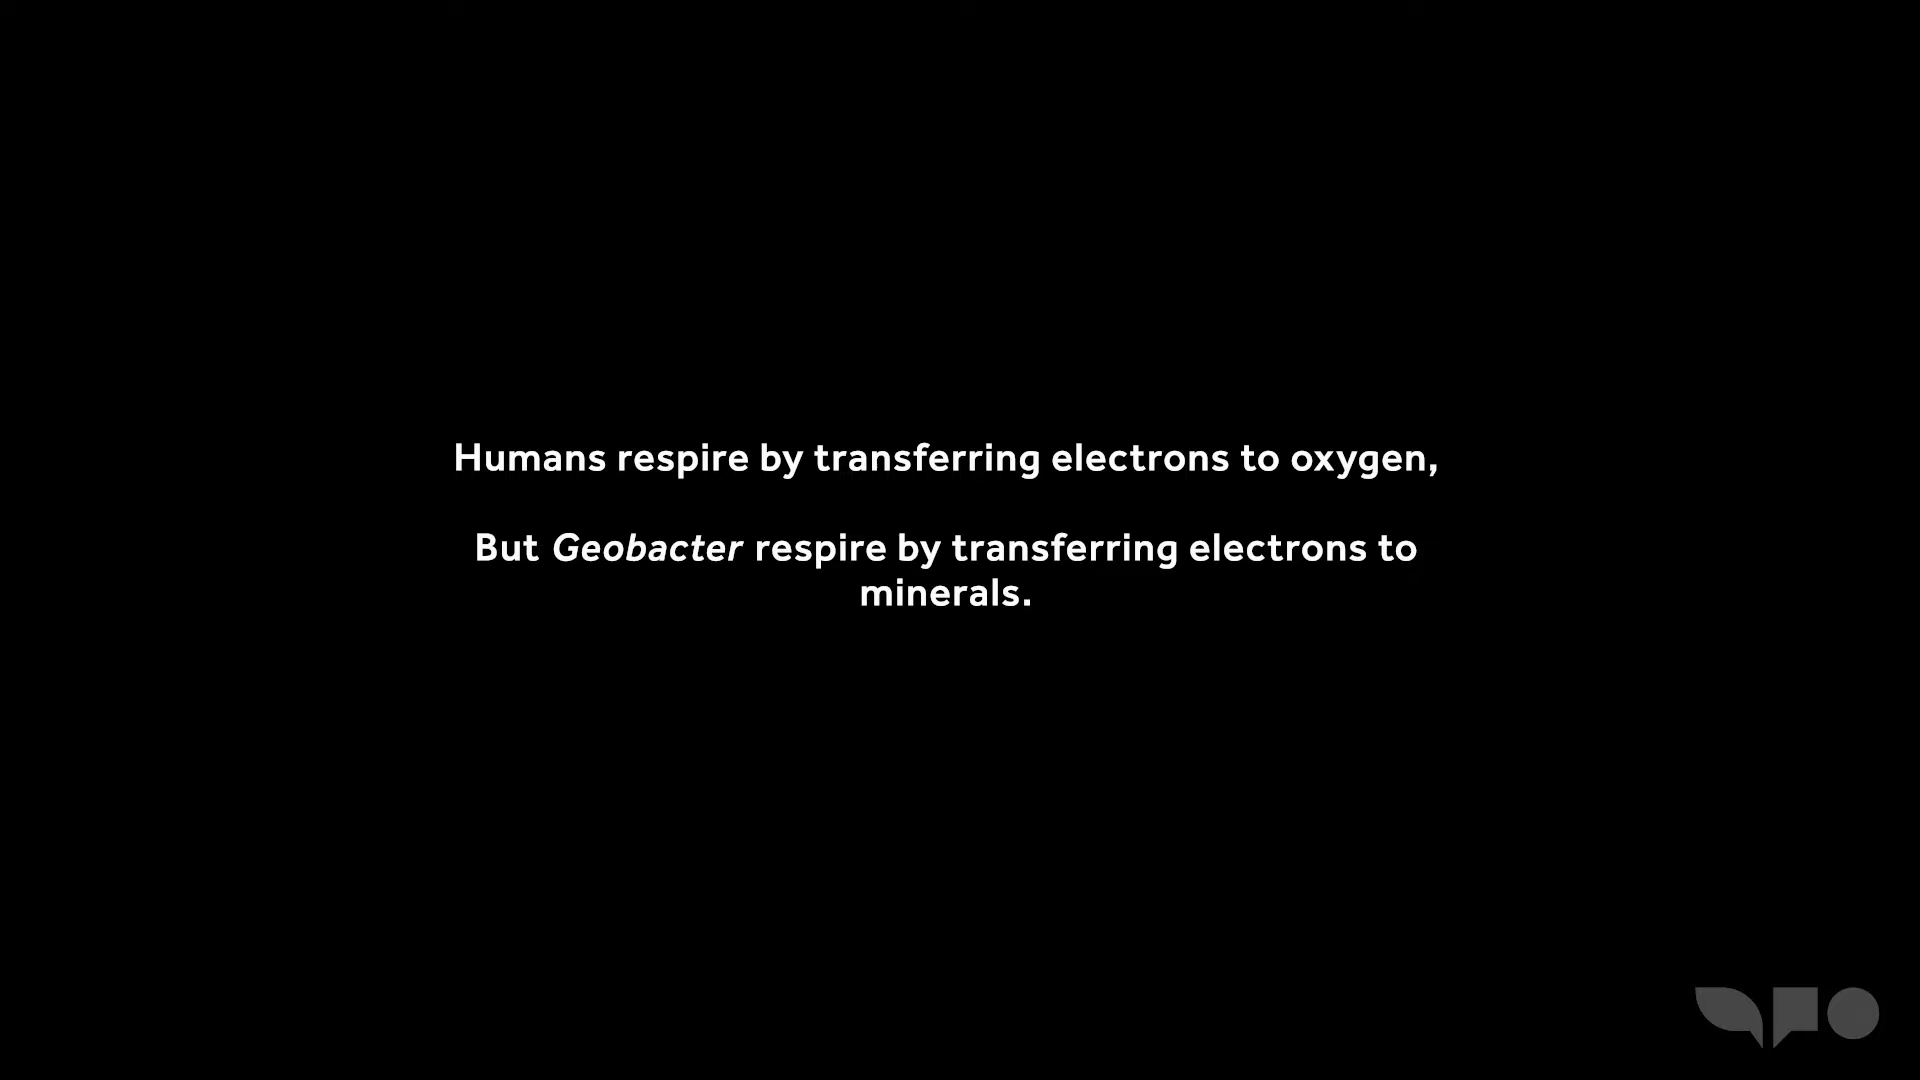 Humans respire by transferring electrons to oxygen,
But Geobacter respire by transferring electrons to
minerals.